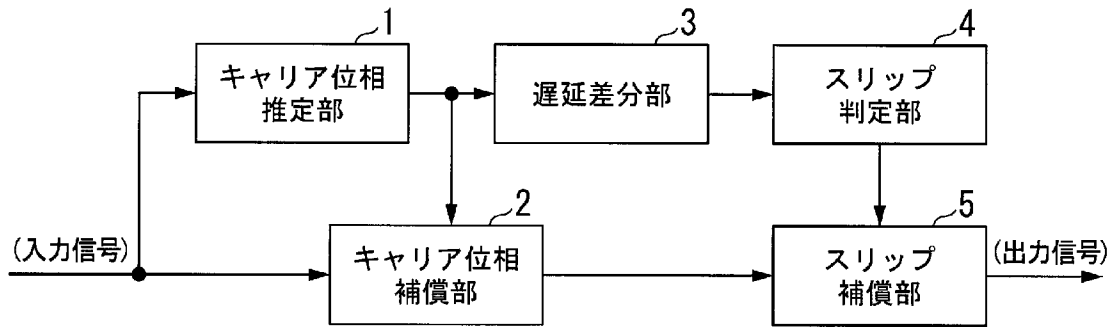 1
キャリア位相
推定部
3
遅延差分部
4
スリップ
判定部
(入力信号)
2
キャリア位相
補償部
5
スリップ
補償部
(出力信号)